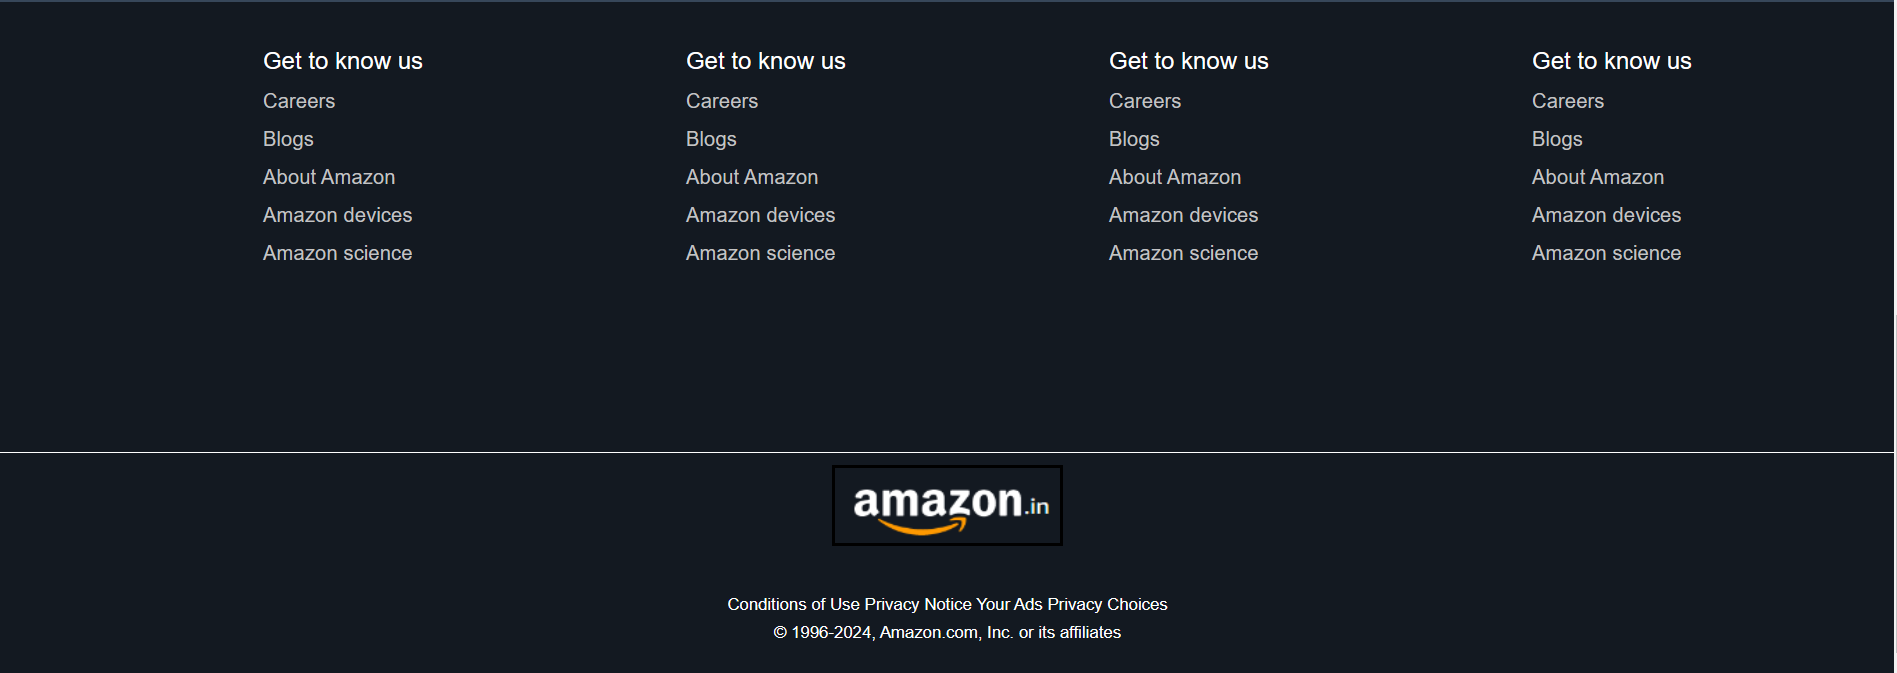 Get to know us
Careers
Blogs
About Amazon
Amazon devices
Amazon science
Get to know us
Careers
Blogs
About Amazon
Amazon devices
Amazon science
Get to know us
Careers
Blogs
About Amazon
Amazon devices
Amazon science
Get to know us
Careers
Blogs
About Amazon
Amazon devices
Amazon science
amazon.in
Conditions of Use Privacy Notice Your Ads Privacy Choices
© 1996-2024, Amazon.com, Inc. or its affiliates